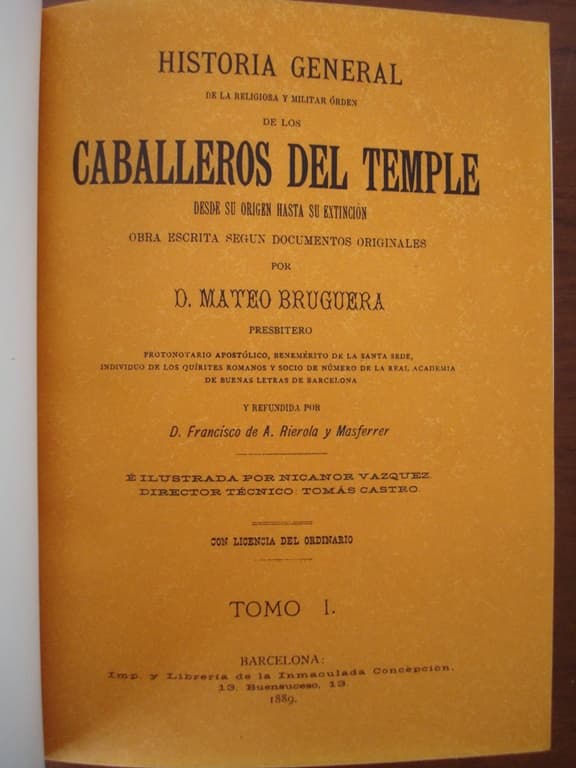 HISTORIA GENERAL
DE LA RELIGIOSA Y MILITAR ÓRDEN
DE LOS
CABALLEROS DEL TEMPLE
DESDE SU ORIGEN HASTA SU EXTINCIÓN
OBRA ESCRITA SEGUN DOCUMENTOS ORIGINALES
POR
D. MATEO BRUGUERA
PRESBITERO
PROTONOTARIO APOSTÓLICO, BENEMÉRITO DE LA SANTA SEDE,
INDIVIDUO DE LOS QUÍRITES ROMANOS Y SOCIO DE NÚMERO DE LA REAL ACADEMIA
DE BUENAS LETRAS DE BARCELONA
Y REFUNDIDA POR
D. Francisco de A. Rierola y Masferrer
É ILUSTRADA POR NICANOR VAZQUEZ.
DIRECTOR TÉCNICO: TOMÁS CASTRO.
CON LICENCIA DEL ORDINARIO
TOMO I.
BARCELONA:
Imp. y Librería de la Inmaculada Concepción,
13, Buensuceso, 13.
1889.